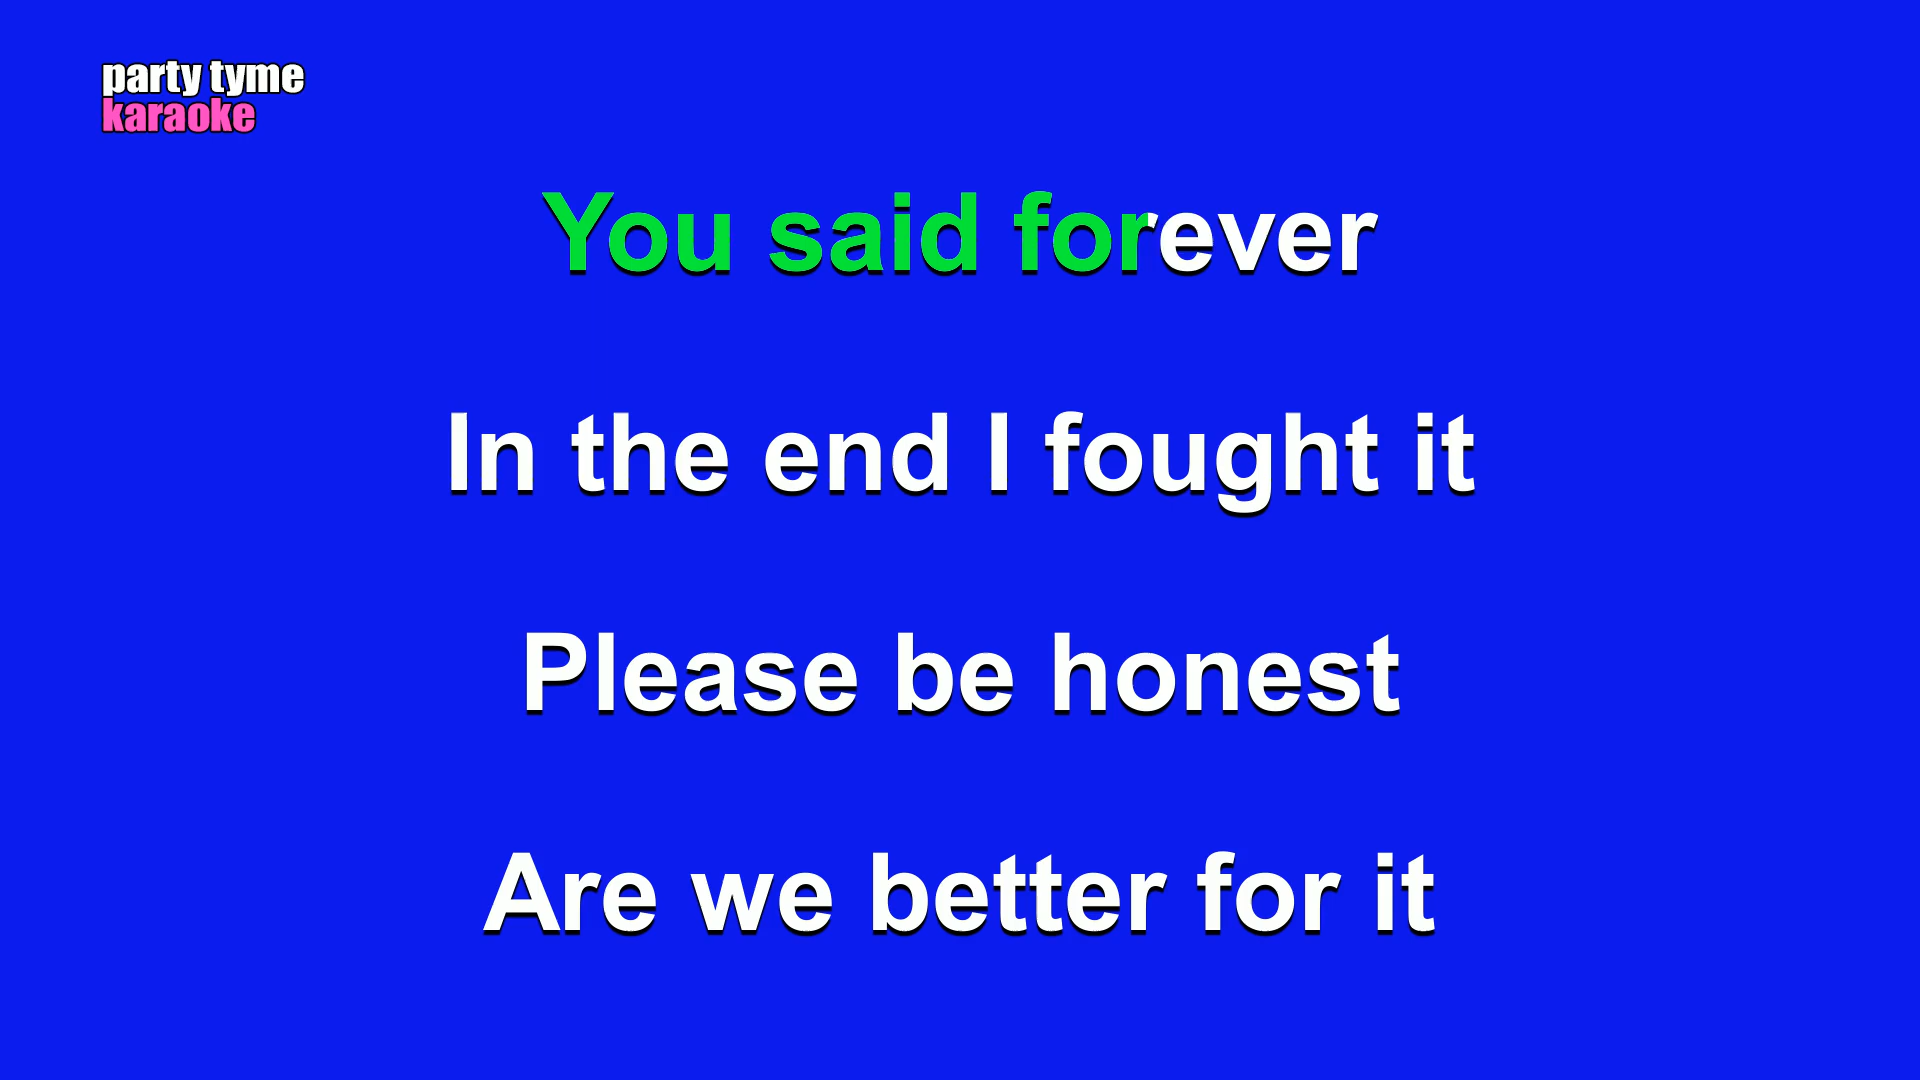 party tyme
karaoke
You said forever
In the end I fought it
Please be honest
Are we better for it